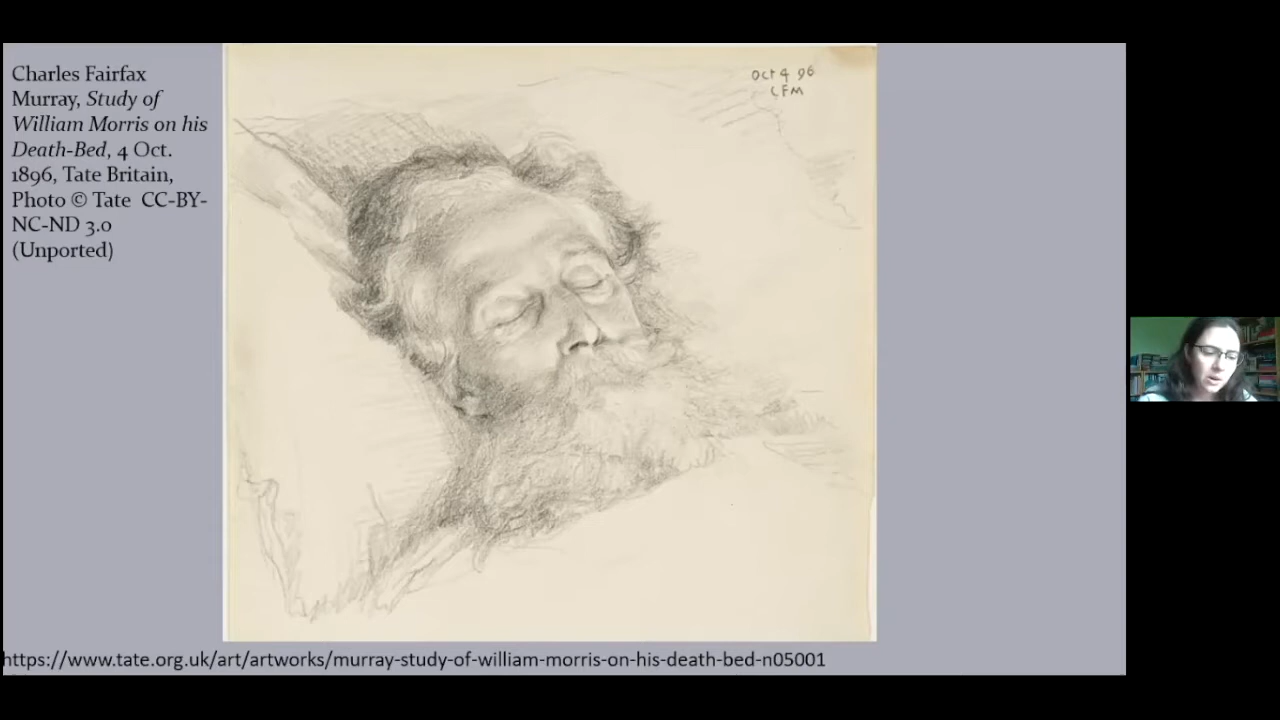 Charles Fairfax
Murray, Study of
William Morris on his
Death-Bed, 4 Oct.
1896, Tate Britain,
Photo © Tate CC-BY-
NC-ND 3.0
(Unported)
Oct 4 96
CFM
https://www.tate.org.uk/art/artworks/murray-study-of-william-morris-on-his-death-bed-n05001